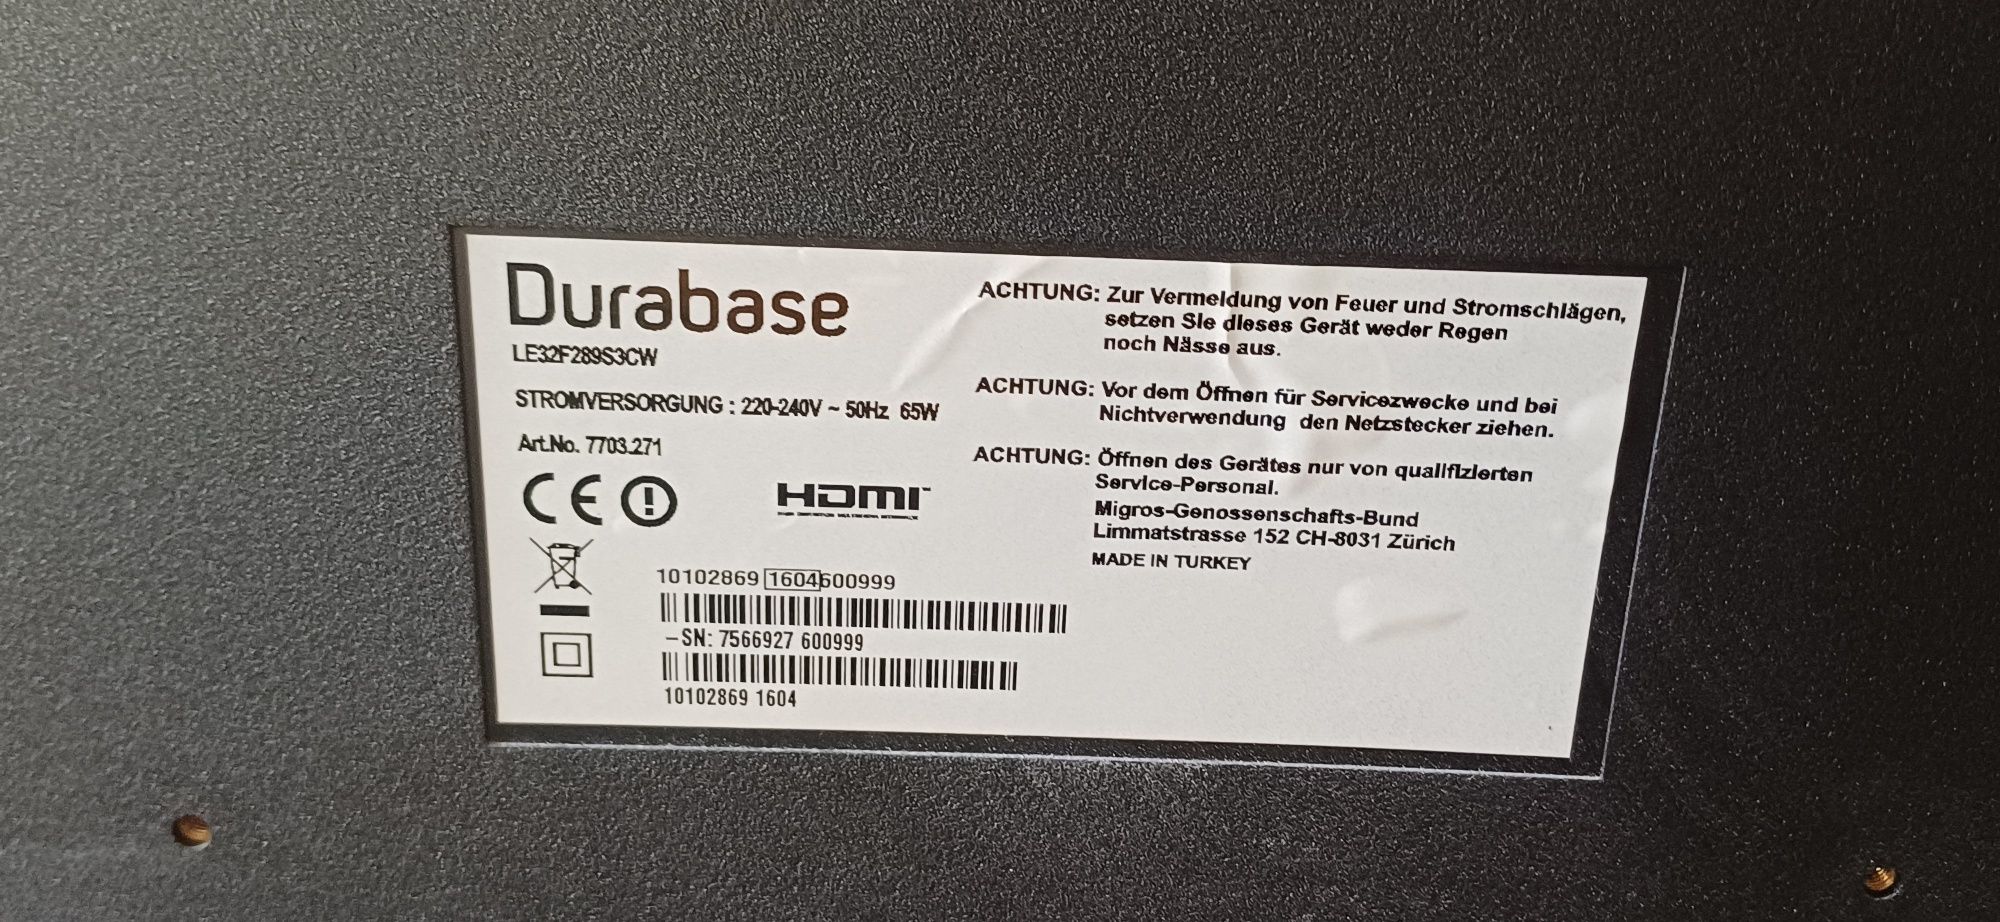 Durabase
LE32F289S3CW
STROMVERSORGUNG : 220-240V ~ 50Hz 65W
Art.No. 7703.271
CE
HDMI™
10102869 1604600999
–SN: 7566927 600999
10102869 1604
ACHTUNG: Zur Vermeldung von Feuer und Stromschlägen,
setzen Sie dieses Gerät weder Regen
noch Nässe aus.
ACHTUNG: Vor dem Öffnen für Servicezwecke und bei
Nichtverwendung den Netzstecker ziehen.
ACHTUNG: Öffnen des Gerätes nur von qualifizierten
Service-Personal.
Migros-Genossenschafts-Bund
Limmatstrasse 152 CH-8031 Zürich
MADE IN TURKEY